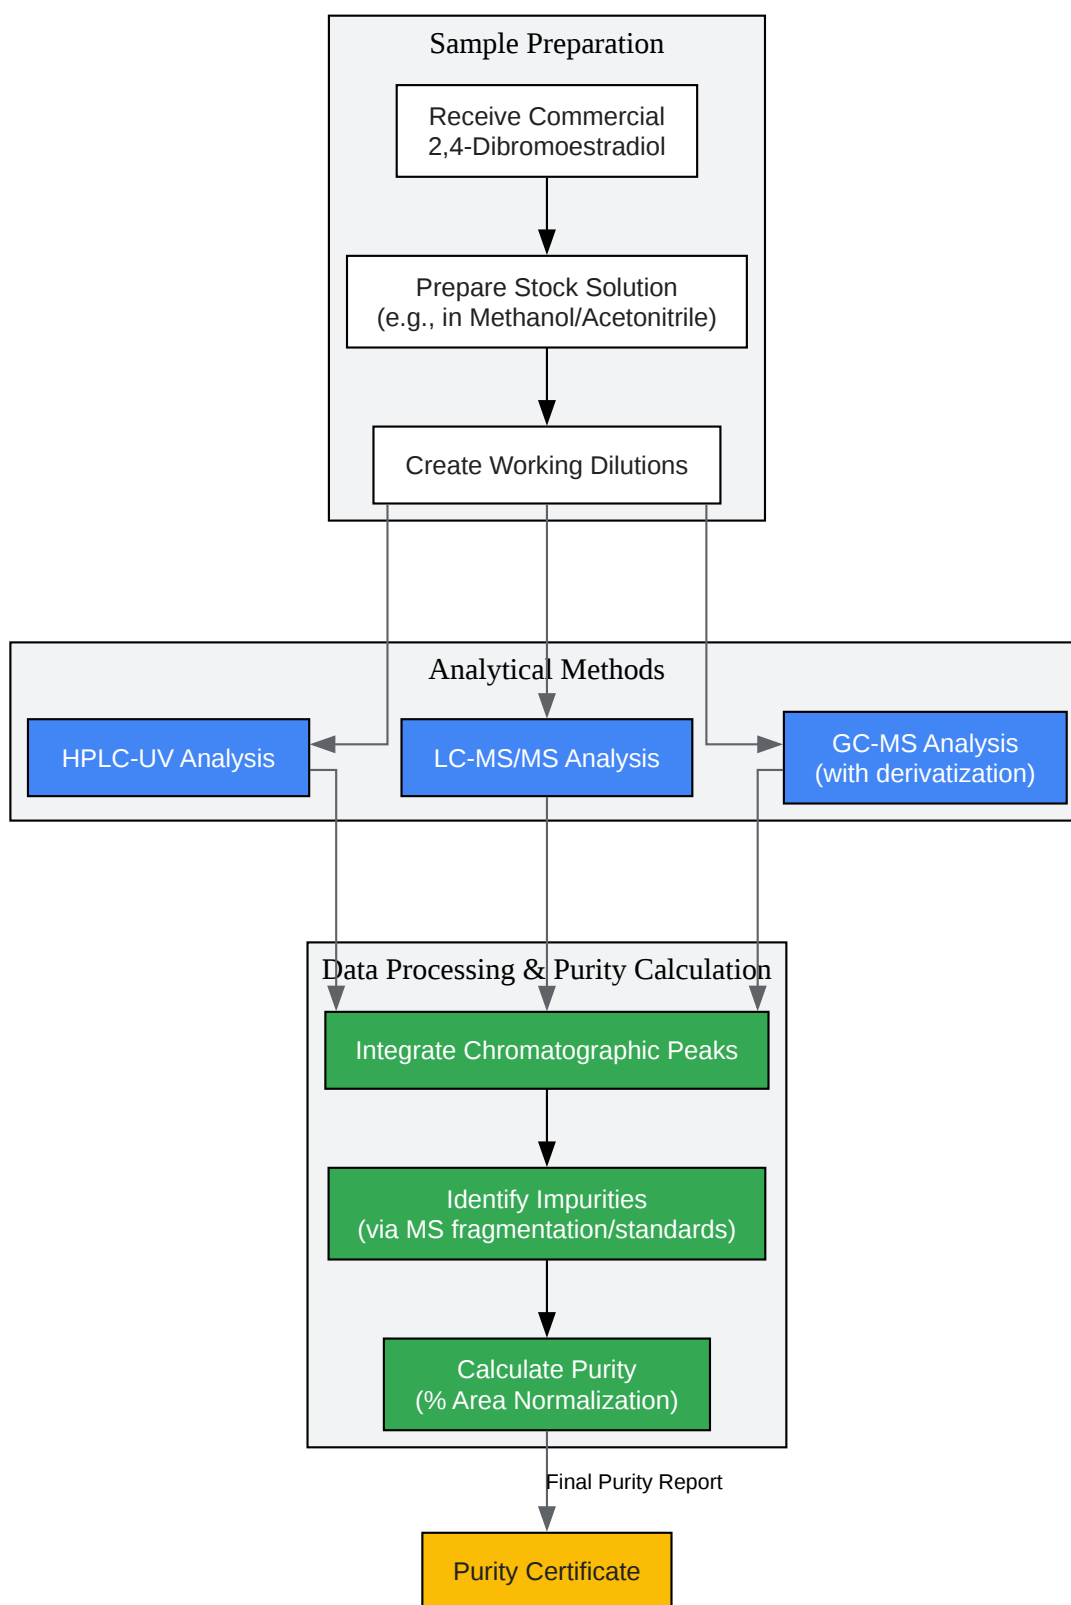 Sample Preparation
Receive Commercial
2,4-Dibromoestradiol
Prepare Stock Solution
(e.g., in Methanol/Acetonitrile)
Create Working Dilutions
Analytical Methods
HPLC-UV Analysis
LC-MS/MS Analysis
GC-MS Analysis
(with derivatization)
Data Processing & Purity Calculation
Integrate Chromatographic Peaks
Identify Impurities
(via MS fragmentation/standards)
Calculate Purity
(% Area Normalization)
Final Purity Report
Purity Certificate